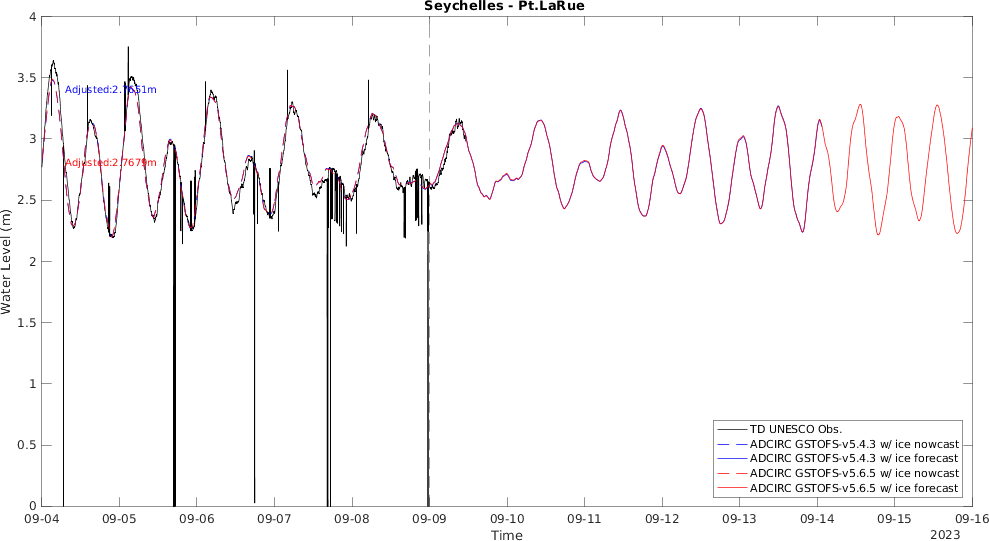 Seychelles - Pt.LaRue
4
3.5
3
2.5
2
1.5
1
0.5
0
Water Level (m)
Adjusted:2.7651m
Adjusted:2.7679m
TD UNESCO Obs.
ADCIRC GSTOFS-v5.4.3 w/ ice nowcast
ADCIRC GSTOFS-v5.4.3 w/ ice forecast
ADCIRC GSTOFS-v5.6.5 w/ ice nowcast
ADCIRC GSTOFS-v5.6.5 w/ ice forecast
09-04 09-05 09-06 09-07 09-08 09-09 09-10 09-11 09-12 09-13 09-14 09-15 09-16
Time
2023